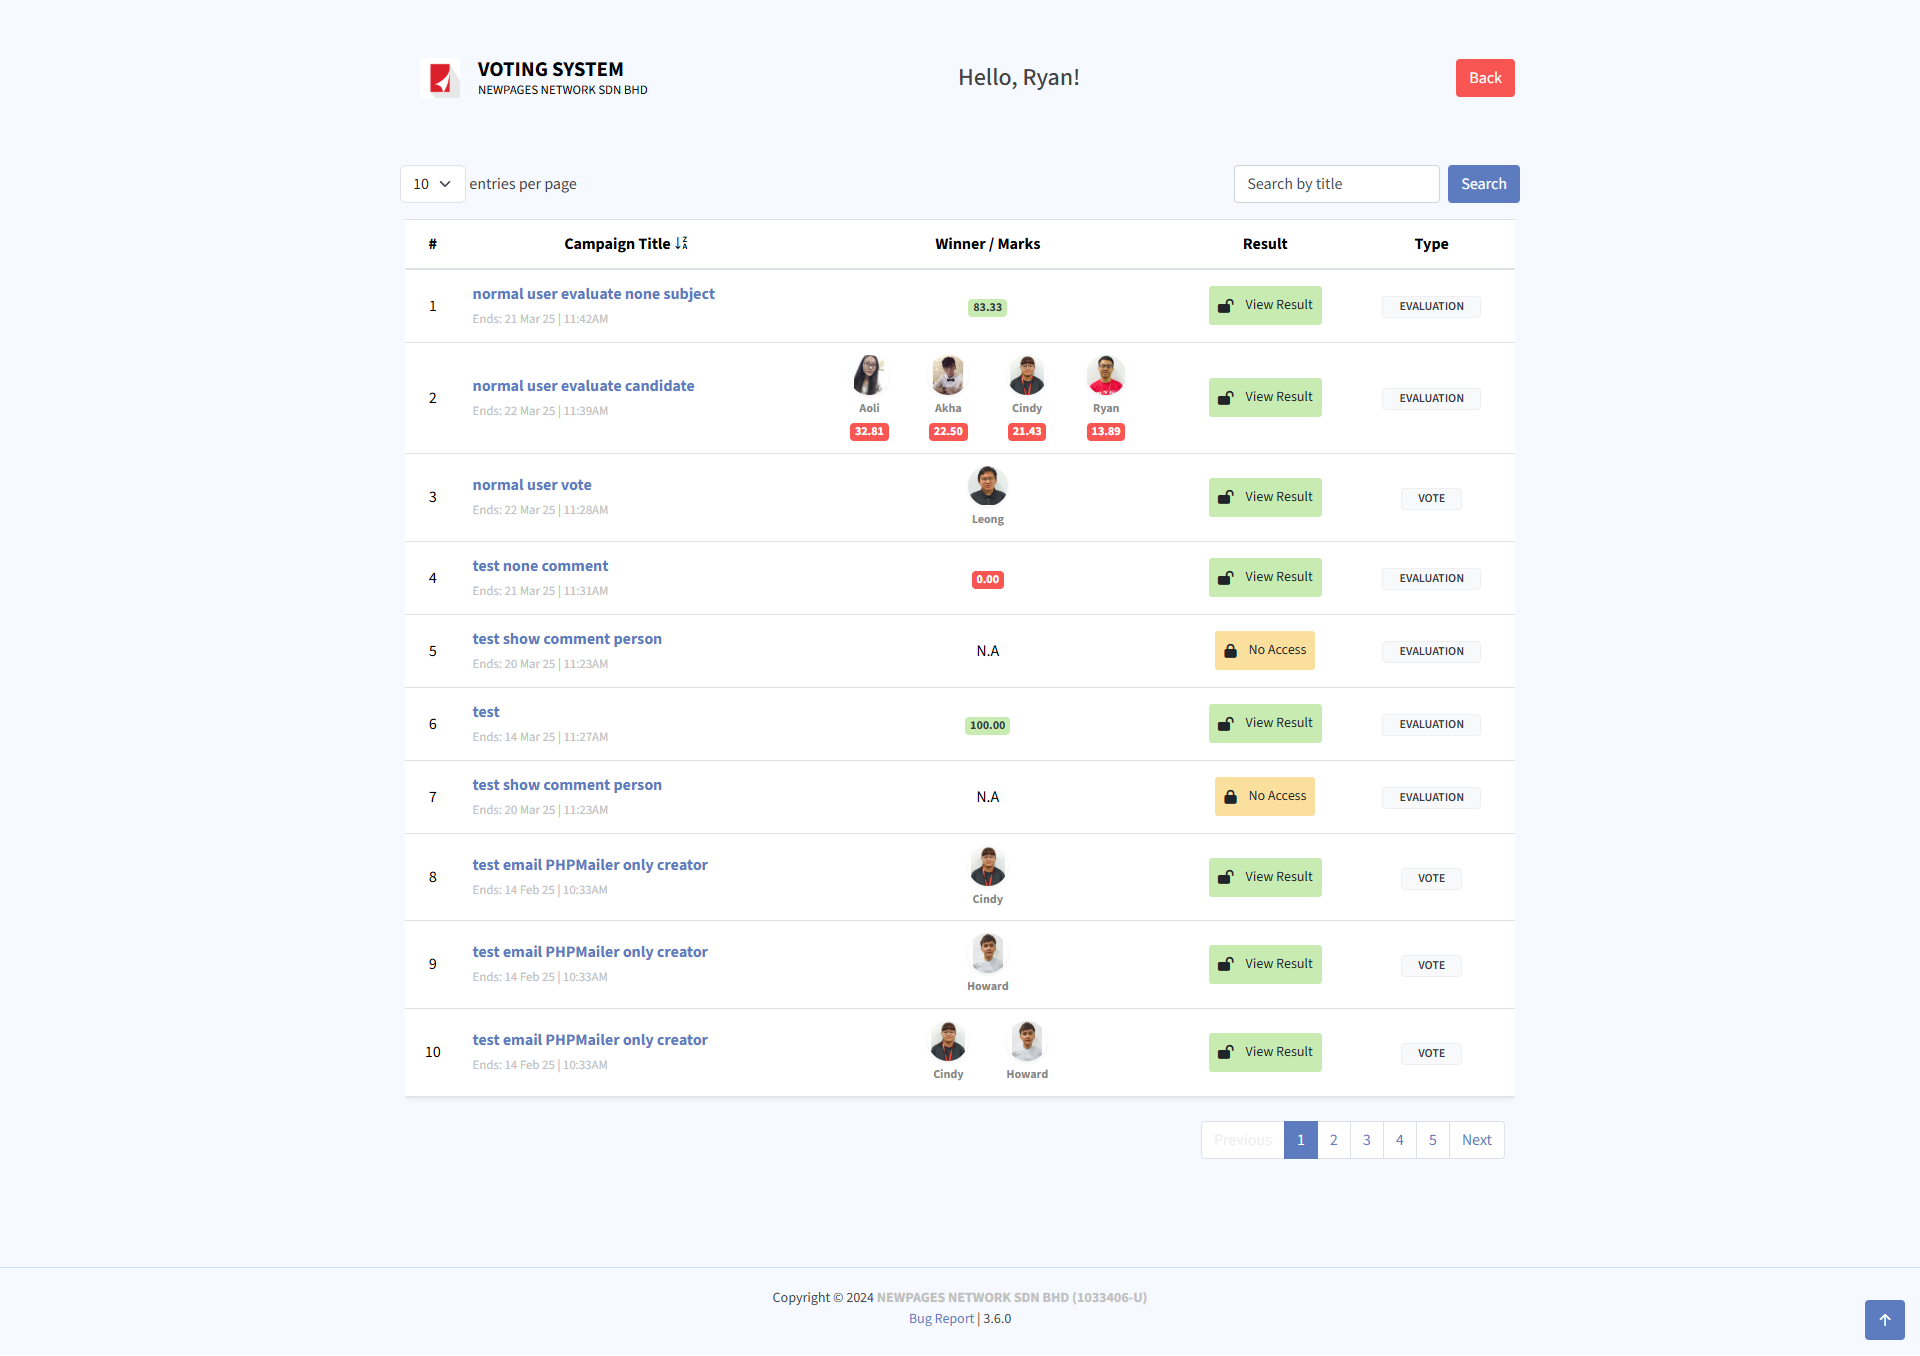 VOTING SYSTEM
NEWPAGES NETWORK SDN BHD
Hello, Ryan!
Back
10 entries per page
Search by title
Search
# Campaign Title Winner / Marks Result Type
1 normal user evaluate none subject
Ends: 21 Mar 25 | 11:42AM
83.33
View Result
EVALUATION
2 normal user evaluate candidate
Ends: 22 Mar 25 | 11:39AM
Aoli Akha Cindy Ryan
32.81 22.50 21.43 13.89
View Result
EVALUATION
3 normal user vote
Ends: 22 Mar 25 | 11:28AM
Leong
View Result
VOTE
4 test none comment
Ends: 21 Mar 25 | 11:31AM
0.00
View Result
EVALUATION
5 test show comment person
Ends: 20 Mar 25 | 11:23AM
N.A
No Access
EVALUATION
6 test
Ends: 14 Mar 25 | 11:27AM
100.00
View Result
EVALUATION
7 test show comment person
Ends: 20 Mar 25 | 11:23AM
N.A
No Access
EVALUATION
8 test email PHPMailer only creator
Ends: 14 Feb 25 | 10:33AM
Cindy
View Result
VOTE
9 test email PHPMailer only creator
Ends: 14 Feb 25 | 10:33AM
Howard
View Result
VOTE
10 test email PHPMailer only creator
Ends: 14 Feb 25 | 10:33AM
Cindy Howard
View Result
VOTE
Previous 1 2 3 4 5 Next
Copyright © 2024 NEWPAGES NETWORK SDN BHD (1033406-U)
Bug Report | 3.6.0